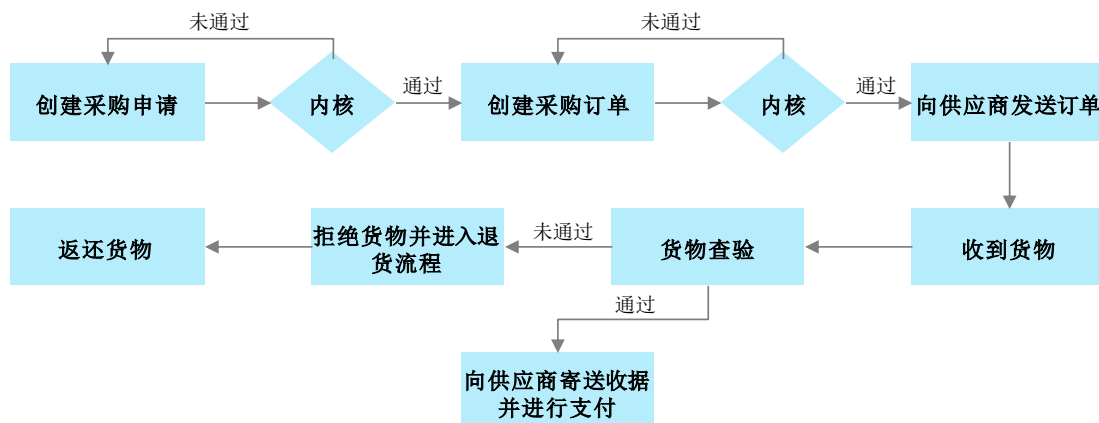 未通过
未通过
创建采购申请
内核
通过
创建采购订单
内核
通过
向供应商发送订单
返还货物
拒绝货物并进入退
货流程
未通过
货物查验
收到货物
通过
向供应商寄送收据
并进行支付